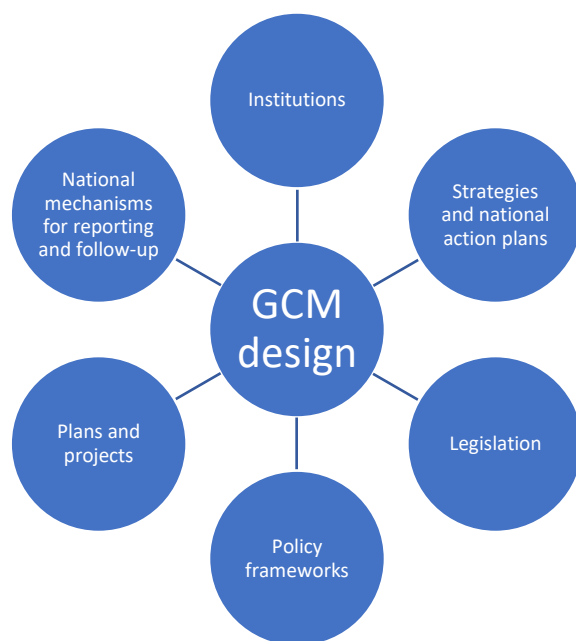 Institutions
National
mechanisms
for reporting
and follow-up
Strategies
and national
action plans
GCM
design
Plans and
projects
Legislation
Policy
frameworks